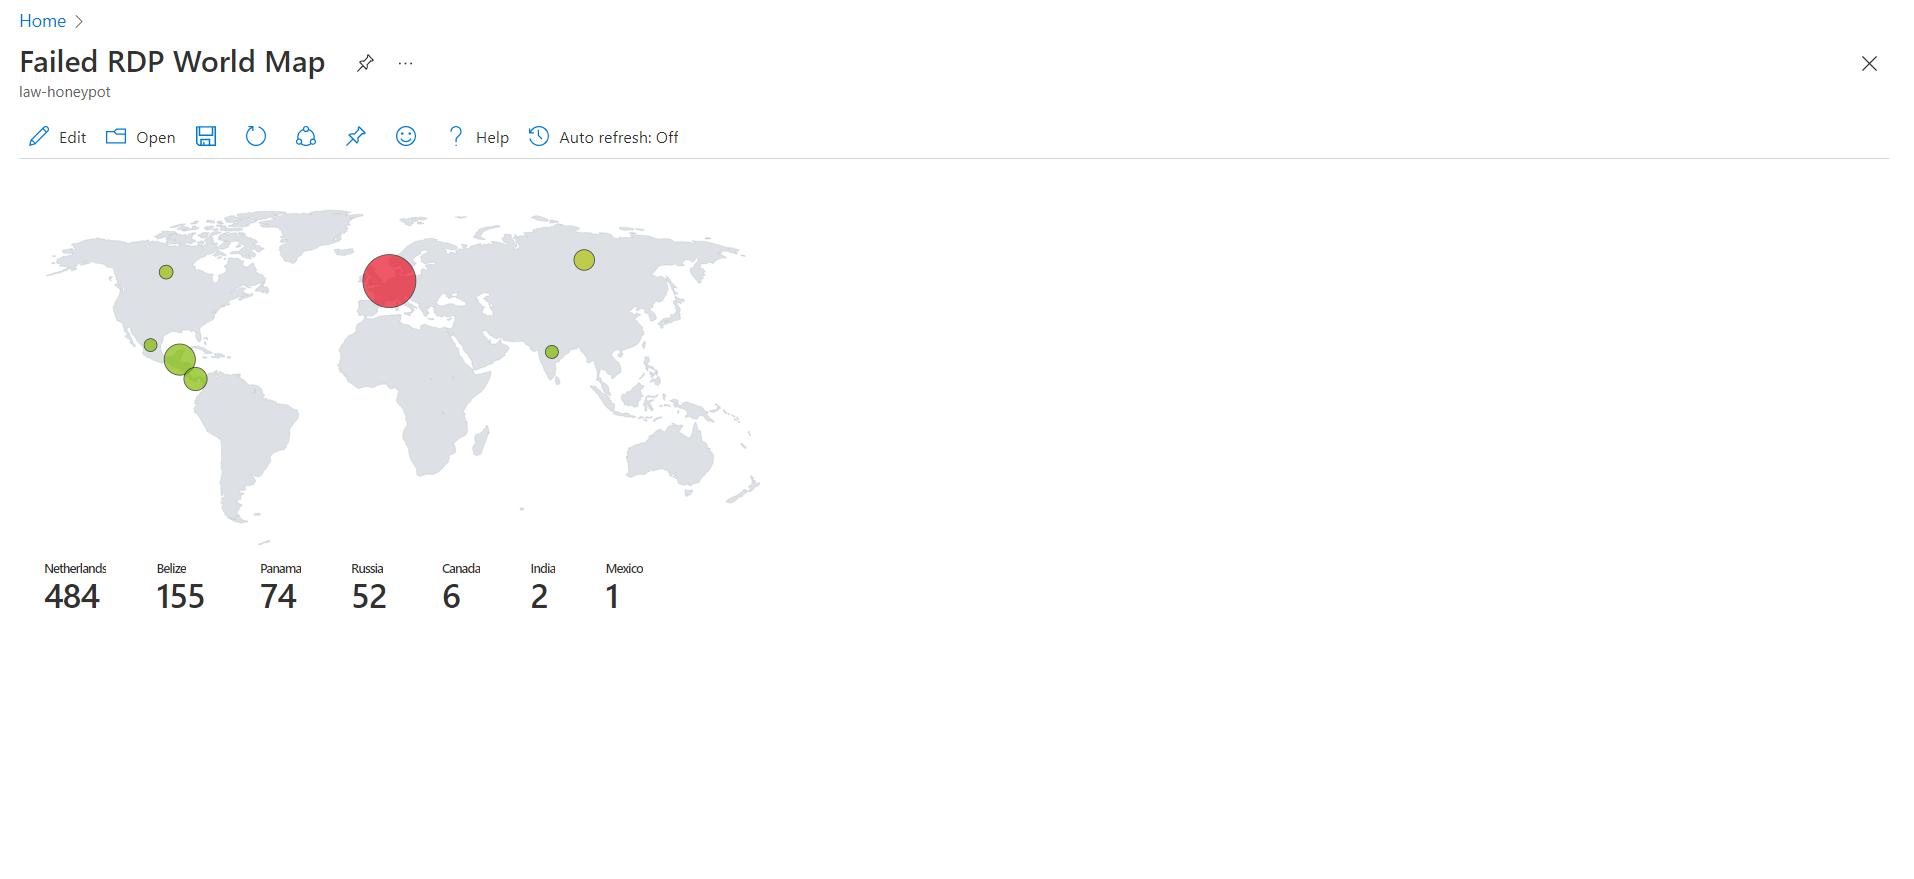 Home
Failed RDP World Map
law-honeypot
Edit Open Help Auto refresh: Off
Netherlands Belize Panama Russia Canada India Mexico
484 155 74 52 6 2 1